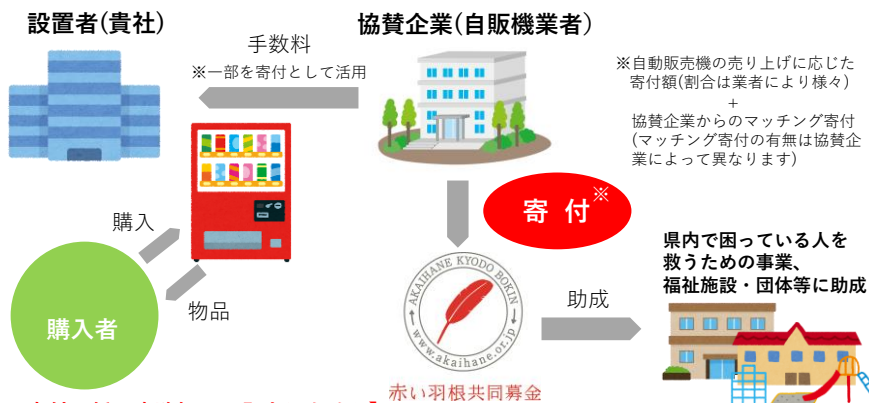 設置者(貴社)
協賛企業(自販機業者)
手数料
※一部を寄付として活用
※自動販売機の売り上げに応じた
寄付額(割合は業者により様々)
+
協賛企業からのマッチング寄付
(マッチング寄付の有無は協賛企
業によって異なります)
寄 付※
購入
物品
購入者
AKAIHANE KYODO BOKIN
www.akaihane.or.jp
赤い羽根共同募金
助成
県内で困っている人を
救うための事業、
福祉施設・団体等に助成